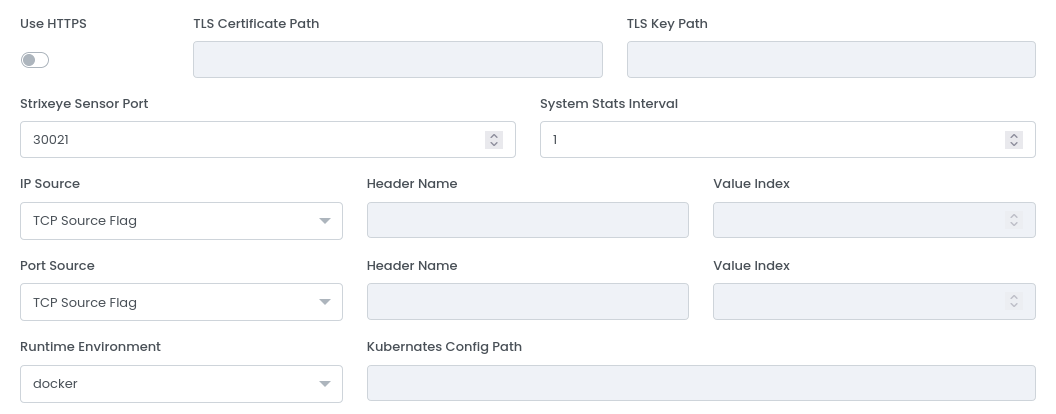 Use HTTPS TLS Certificate Path TLS Key Path
Strixeye Sensor Port System Stats Interval
30021 1
IP Source Header Name Value Index
TCP Source Flag
Port Source Header Name Value Index
TCP Source Flag
Runtime Environment Kubernates Config Path
docker